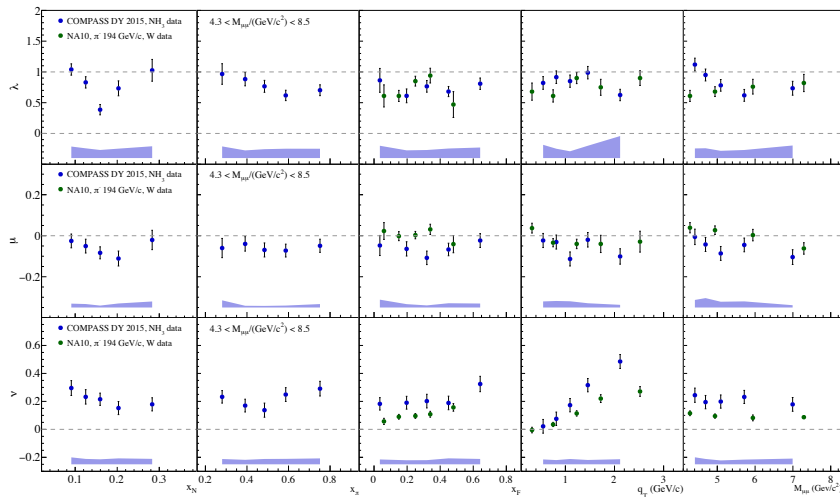 COMPASS DY 2015, NH₃ data
NA10, π⁻ 194 GeV/c, W data
4.3 < M_μμ/(GeV/c²) < 8.5
λ
1
0.5
0
COMPASS DY 2015, NH₃ data
NA10, π⁻ 194 GeV/c, W data
4.3 < M_μμ/(GeV/c²) < 8.5
μ
0.2
0
−0.2
COMPASS DY 2015, NH₃ data
NA10, π⁻ 194 GeV/c, W data
4.3 < M_μμ/(GeV/c²) < 8.5
ν
0.6
0.4
0.2
0
0.1 0.2 0.3 0.2 0.4 0.6 0.8 0 0.2 0.4 0.6 0.8 1 2 3 5 6 7 8
x_N x_π x_F q_T (GeV/c) M_μμ (GeV/c²)